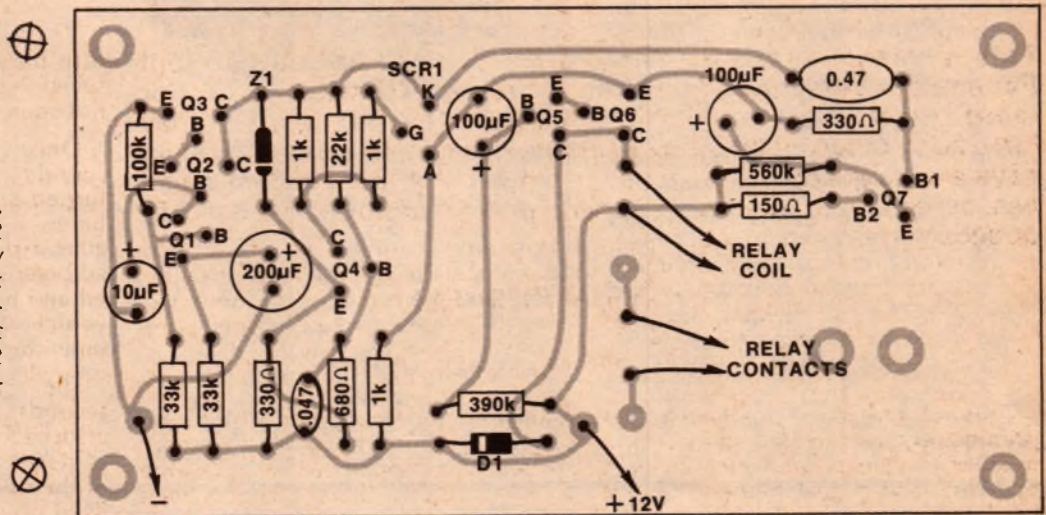 SCR1
Z1
K
100µF
0.47
E
Q3
C
B
E
E
B
B
Q6
100k
B
1k
22k
1k
G
100µF
Q5
+
330Ω
E
Q2
C
A
C
C
560k
B
+
B1
C
150Ω
Q7
B2
E
Q1
B
RELAY
COIL
+
E
+
C
200µF
Q4
B
10µF
E
RELAY
CONTACTS
33k
33k
330Ω
.047
680Ω
1k
390k
D1
–
+12V